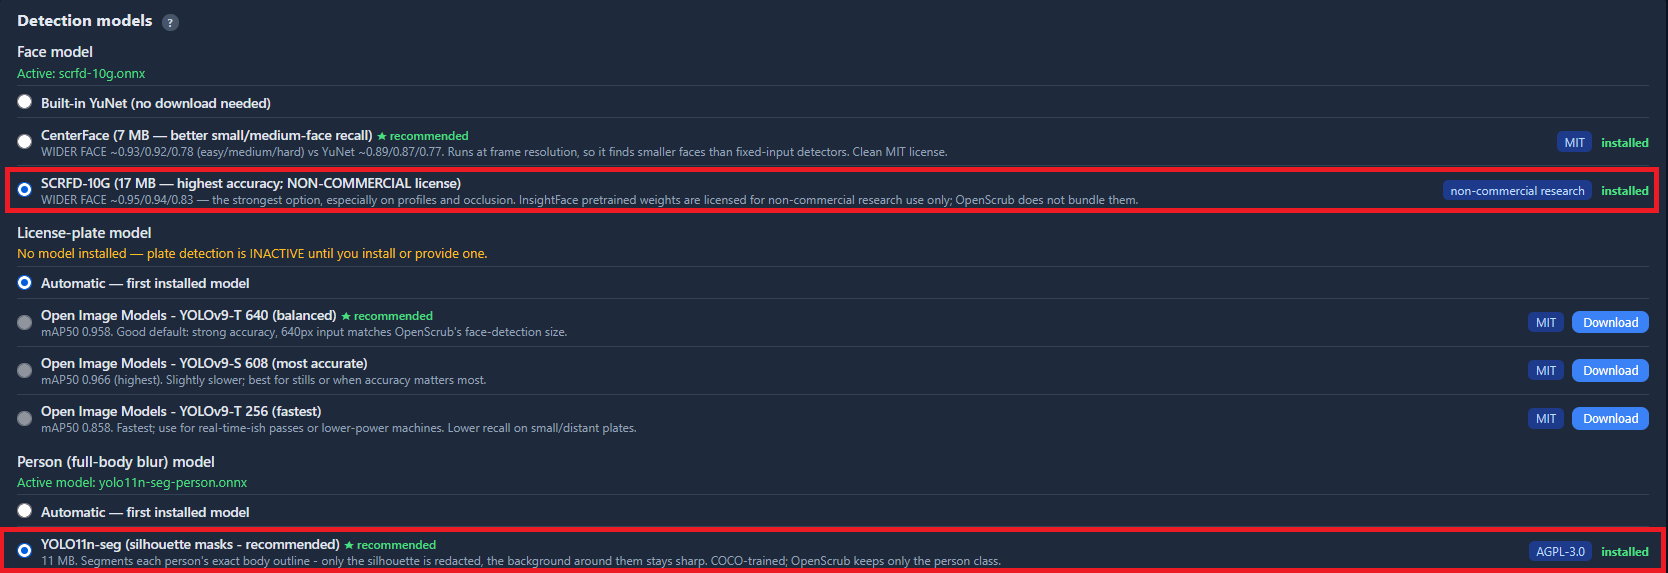 Detection models ?
Face model
Active: scrfd-10g.onnx
Built-in YuNet (no download needed)
CenterFace (7 MB — better small/medium-face recall) ★ recommended
WIDER FACE ~0.93/0.92/0.78 (easy/medium/hard) vs YuNet ~0.89/0.87/0.77. Runs at frame resolution, so it finds smaller faces than fixed-input detectors. Clean MIT license.
MIT installed
SCRFD-10G (17 MB — highest accuracy; NON-COMMERCIAL license)
WIDER FACE ~0.95/0.94/0.83 — the strongest option, especially on profiles and occlusion. InsightFace pretrained weights are licensed for non-commercial research use only; OpenScrub does not bundle them.
non-commercial research installed
License-plate model
No model installed — plate detection is INACTIVE until you install or provide one.
Automatic — first installed model
Open Image Models - YOLOv9-T 640 (balanced) ★ recommended
mAP50 0.958. Good default: strong accuracy, 640px input matches OpenScrub's face-detection size.
MIT Download
Open Image Models - YOLOv9-S 608 (most accurate)
mAP50 0.966 (highest). Slightly slower; best for stills or when accuracy matters most.
MIT Download
Open Image Models - YOLOv9-T 256 (fastest)
mAP50 0.858. Fastest; use for real-time-ish passes or lower-power machines. Lower recall on small/distant plates.
MIT Download
Person (full-body blur) model
Active model: yolo11n-seg-person.onnx
Automatic — first installed model
YOLO11n-seg (silhouette masks - recommended) ★ recommended
11 MB. Segments each person's exact body outline - only the silhouette is redacted, the background around them stays sharp. COCO-trained; OpenScrub keeps only the person class.
AGPL-3.0 installed